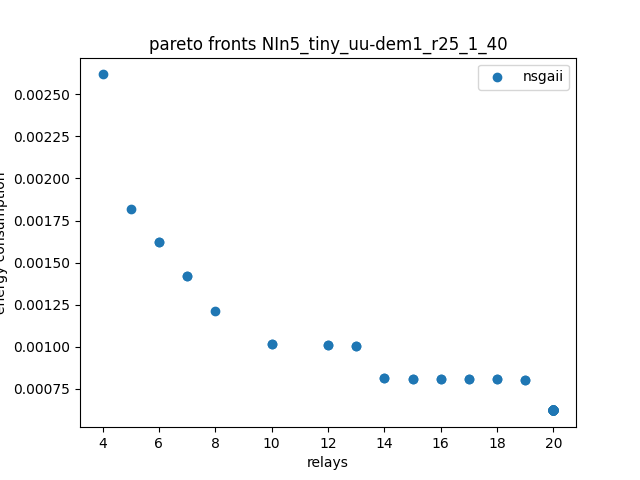 pareto fronts NIn5_tiny_uu-dem1_r25_1_40
nsgaii
energy consumption
0.00250
0.00225
0.00200
0.00175
0.00150
0.00125
0.00100
0.00075
4 6 8 10 12 14 16 18 20
relays